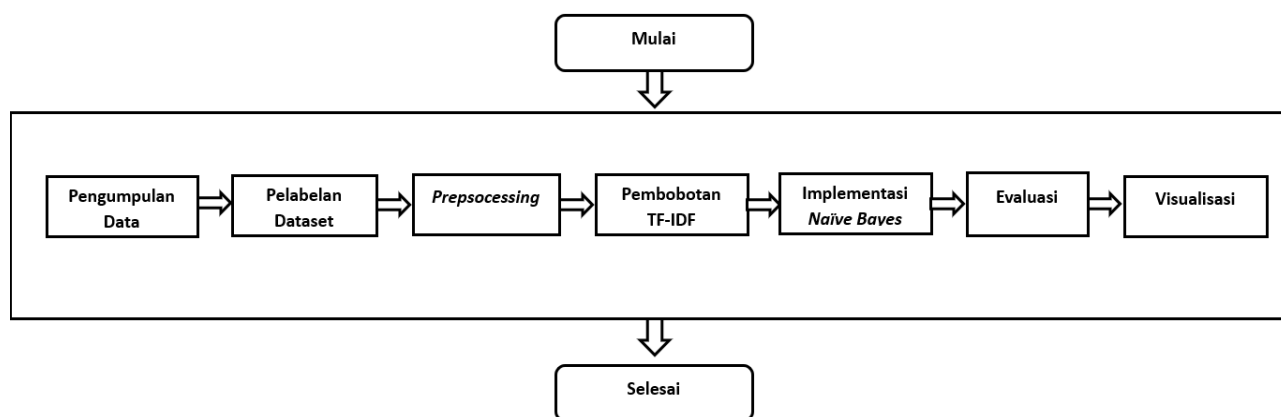 Mulai
Pengumpulan
Data
Pelabelan
Dataset
Prepsocessing
Pembobotan
TF-IDF
Implementasi
Naïve Bayes
Evaluasi
Visualisasi
Selesai